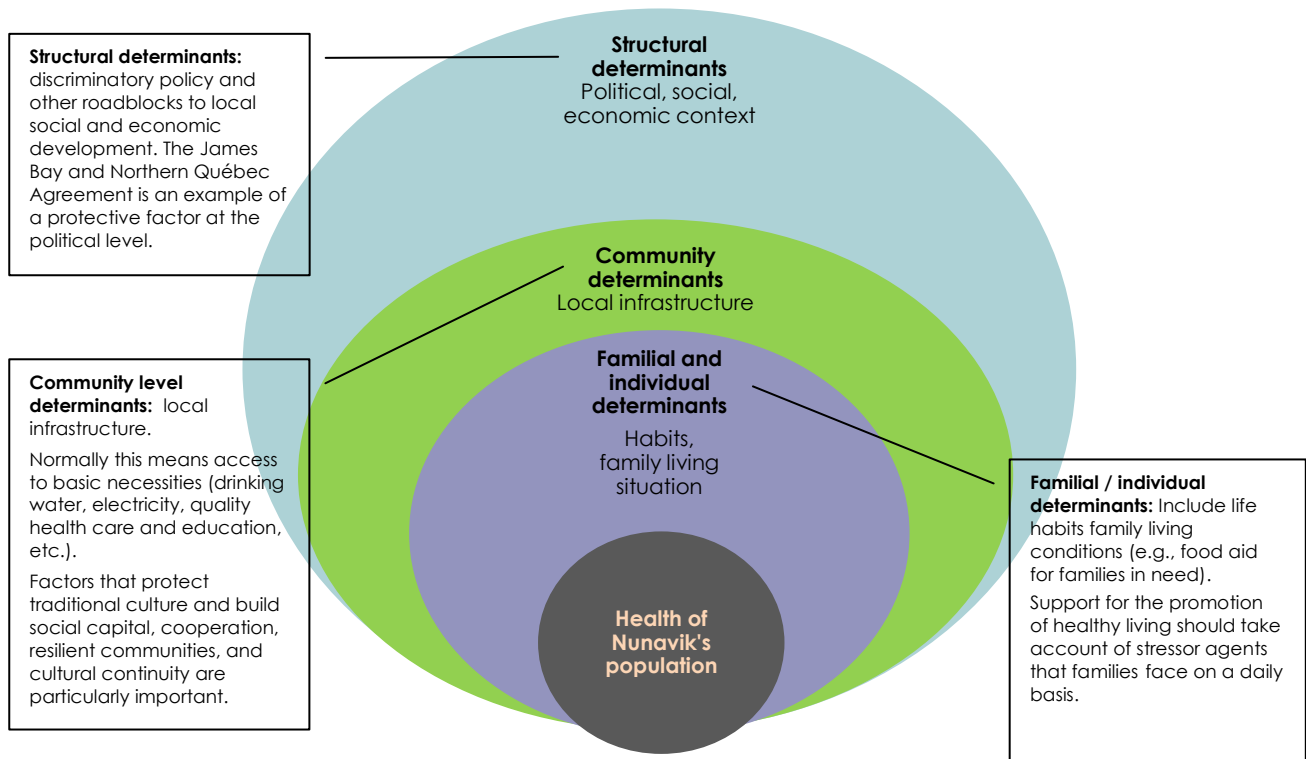 Structural determinants:
discriminatory policy and
other roadblocks to local
social and economic
development. The James
Bay and Northern Québec
Agreement is an example of
a protective factor at the
political level.
Structural
determinants
Political, social,
economic context
Community
determinants
Local infrastructure
Community level
determinants: local
infrastructure.
Normally this means access
to basic necessities (drinking
water, electricity, quality
health care and education,
etc.).
Factors that protect
traditional culture and build
social capital, cooperation,
resilient communities, and
cultural continuity are
particularly important.
Familial and
individual
determinants
Habits,
family living
situation
Familial / individual
determinants: Include life
habits family living
conditions (e.g., food aid
for families in need).
Support for the promotion
of healthy living should take
account of stressor agents
that families face on a daily
basis.
Health of
Nunavik's
population